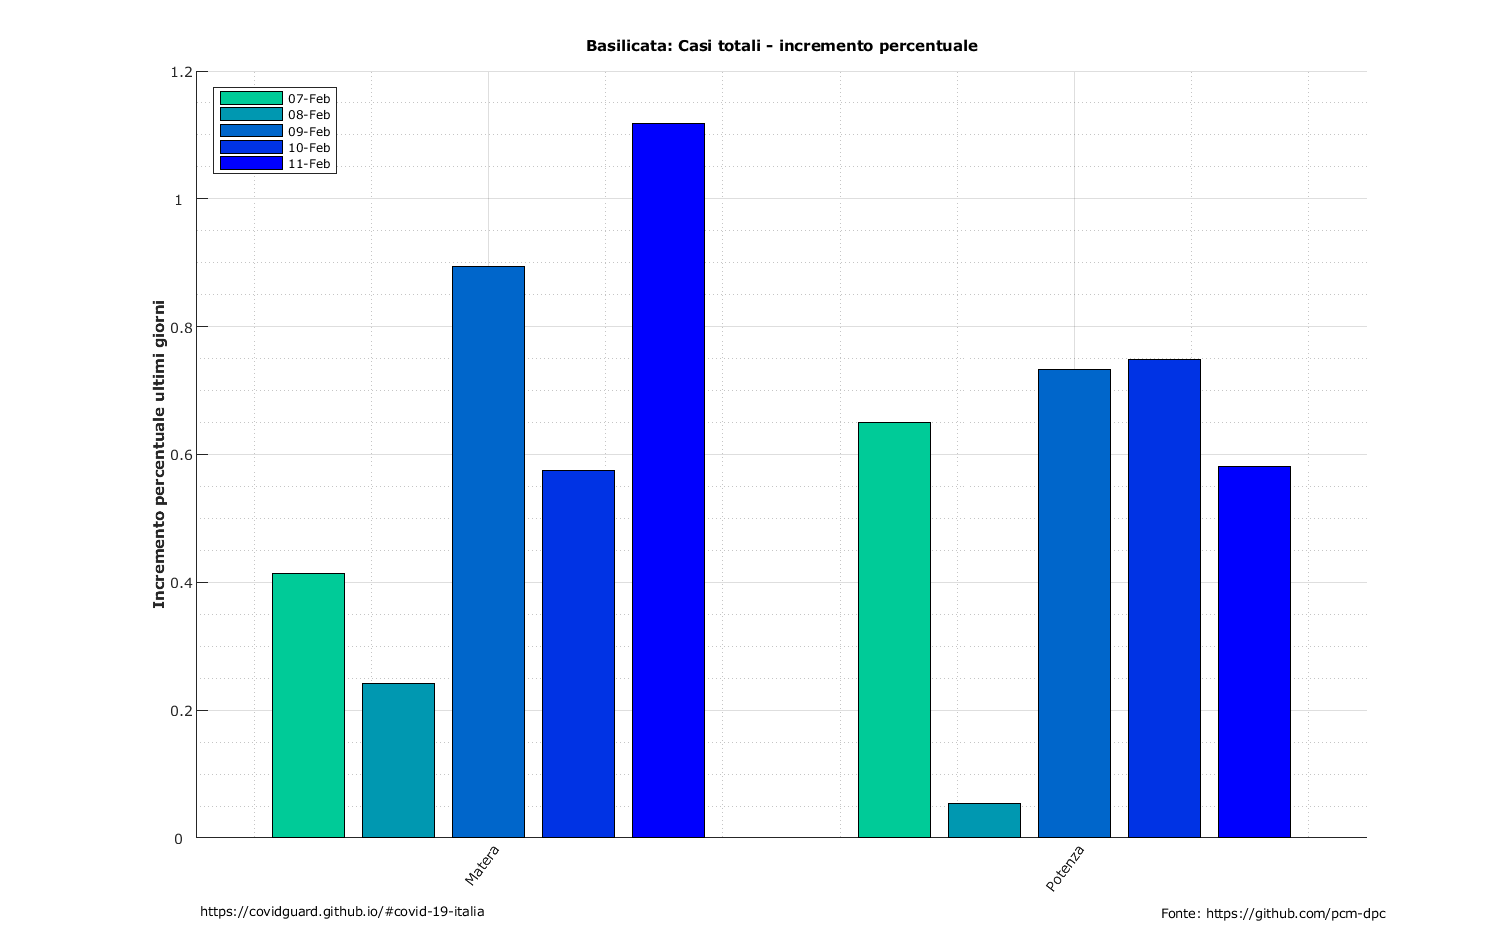 Basilicata: Casi totali - incremento percentuale
1.2
1
0.8
0.6
0.4
0.2
0
Incremento percentuale ultimi giorni
07-Feb
08-Feb
09-Feb
10-Feb
11-Feb
Matera
Potenza
https://covidguard.github.io/#covid-19-italia
Fonte: https://github.com/pcm-dpc